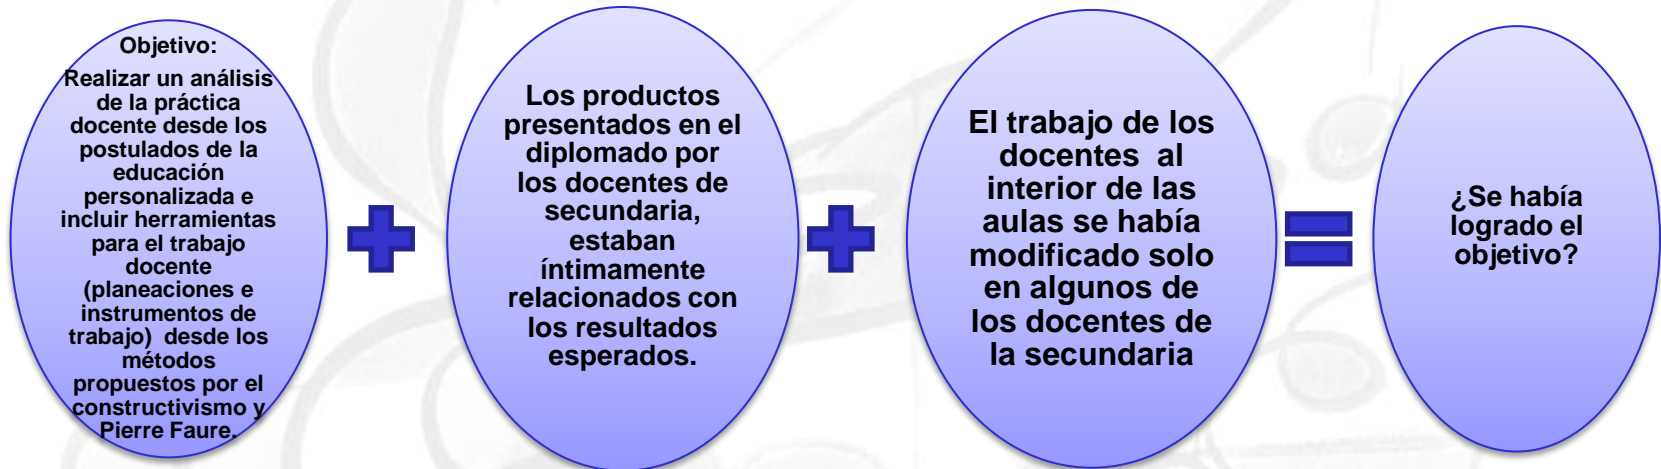 Objetivo:
Realizar un análisis
de la práctica
docente desde los
postulados de la
educación
personalizada e
incluir herramientas
para el trabajo
docente
(planeaciones e
instrumentos de
trabajo) desde los
métodos
propuestos por el
constructivismo y
Pierre Faure.
Los productos
presentados en el
diplomado por
los docentes de
secundaria,
estaban
íntimamente
relacionados con
los resultados
esperados.
El trabajo de los
docentes al
interior de las
aulas se había
modificado solo
en algunos de
los docentes de
la secundaria
¿Se había
logrado el
objetivo?